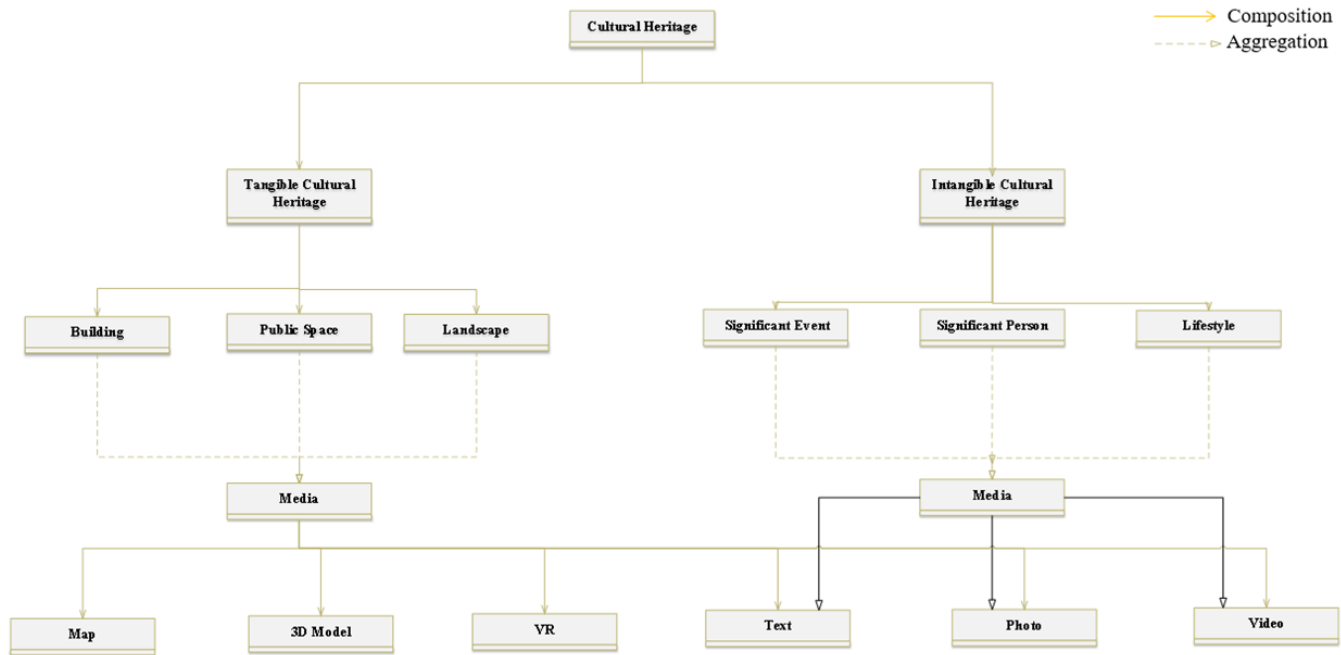 Cultural Heritage
Composition
Aggregation
Tangible Cultural
Heritage
Intangible Cultural
Heritage
Building
Public Space
Landscape
Significant Event
Significant Person
Lifestyle
Media
Media
Map
3D Model
VR
Text
Photo
Video